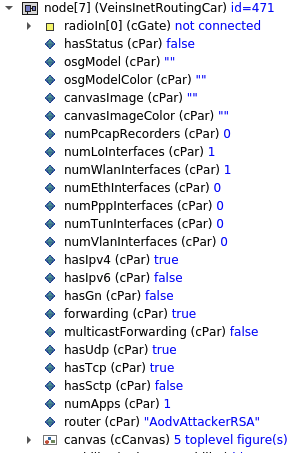 node[7] (VeinsInetRoutingCar) id=471
radioIn[0] (cGate) not connected
hasStatus (cPar) false
osgModel (cPar) ""
osgModelColor (cPar) ""
canvasImage (cPar) ""
canvasImageColor (cPar) ""
numPcapRecorders (cPar) 0
numLoInterfaces (cPar) 1
numWlanInterfaces (cPar) 1
numEthInterfaces (cPar) 0
numPppInterfaces (cPar) 0
numTunInterfaces (cPar) 0
numVlanInterfaces (cPar) 0
hasIpv4 (cPar) true
hasIpv6 (cPar) false
hasGn (cPar) false
forwarding (cPar) true
multicastForwarding (cPar) false
hasUdp (cPar) true
hasTcp (cPar) true
hasSctp (cPar) false
numApps (cPar) 1
router (cPar) "AodvAttackerRSA"
canvas (cCanvas) 5 toplevel figure(s)